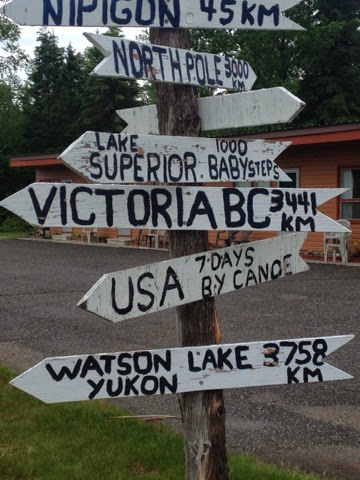 NIPIGON 45 KM
NORTH POLE 3000
KM
LAKE 1000
SUPERIOR. BABYSTEPS
VICTORIA BC 3441
KM
USA 7-DAYS
BY CANOE
WATSON LAKE 3758
YUKON KM